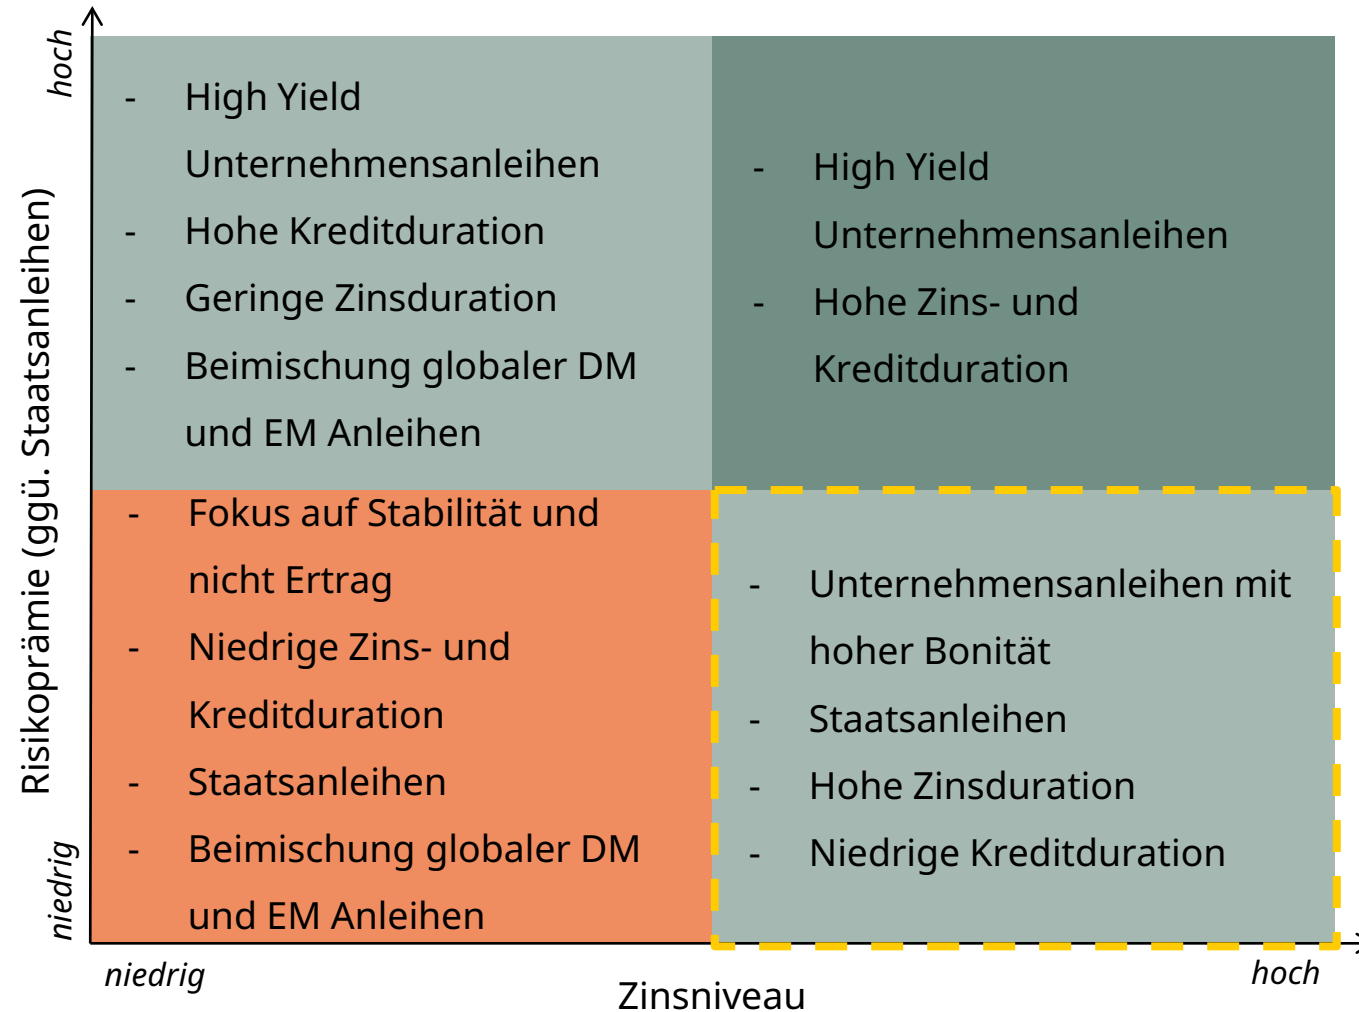 hoch
Risikoprämie (ggü. Staatsanleihen)
niedrig
- High Yield
Unternehmensanleihen
- Hohe Kreditduration
- Geringe Zinsduration
- Beimischung globaler DM
und EM Anleihen
- High Yield
Unternehmensanleihen
- Hohe Zins- und
Kreditduration
- Fokus auf Stabilität und
nicht Ertrag
- Niedrige Zins- und
Kreditduration
- Staatsanleihen
- Beimischung globaler DM
und EM Anleihen
- Unternehmensanleihen mit
hoher Bonität
- Staatsanleihen
- Hohe Zinsduration
- Niedrige Kreditduration
niedrig
Zinsniveau
hoch